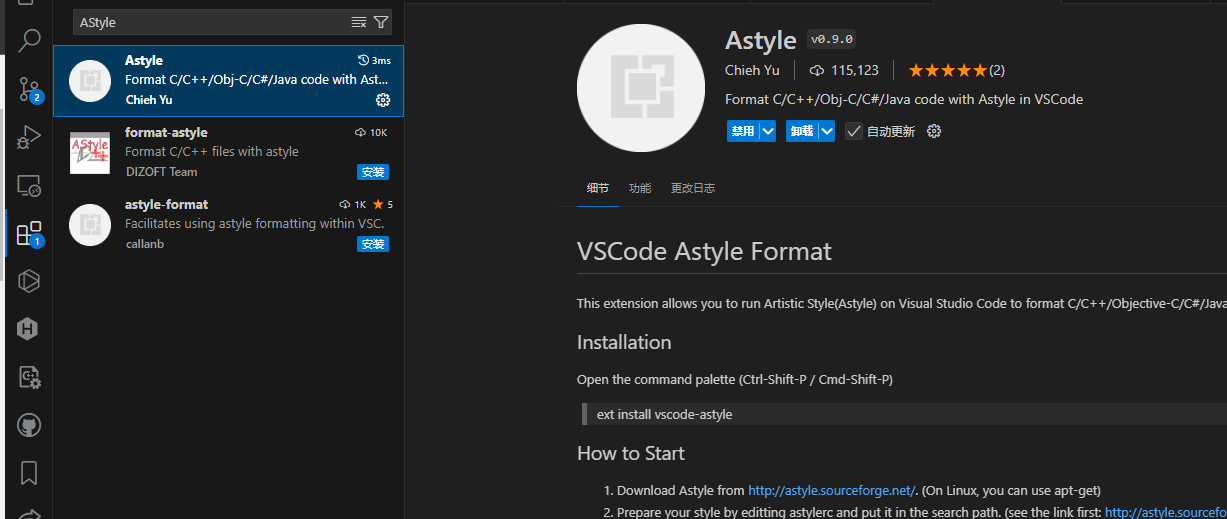 AStyle
Astyle
3ms
Format C/C++/Obj-C/C#/Java code with Ast...
Chieh Yu
format-astyle
10K
Format C/C++ files with astyle
DIZOFT Team
安装
astyle-format
1K 5
Facilitates using astyle formatting within VSC.
callanb
安装
2
1
AStyle
Astyle v0.9.0
Chieh Yu 115,123 (2)
Format C/C++/Obj-C/C#/Java code with Astyle in VSCode
禁用 卸载 自动更新
细节 功能 更改日志
VSCode Astyle Format
This extension allows you to run Artistic Style(Astyle) on Visual Studio Code to format C/C++/Objective-C/C#/Java
Installation
Open the command palette (Ctrl-Shift-P / Cmd-Shift-P)
ext install vscode-astyle
How to Start
1. Download Astyle from http://astyle.sourceforge.net/. (On Linux, you can use apt-get)
2. Prepare your style by editting astylerc and put it in the search path. (see the link first: http://astyle.sourcefo